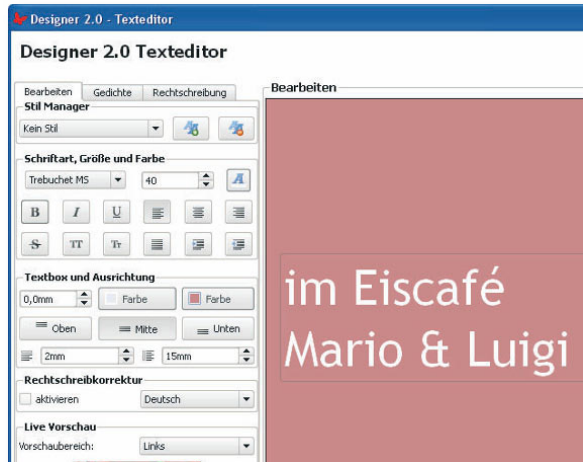 Designer 2.0 - Texteditor
Designer 2.0 Texteditor
Bearbeiten Gedichte Rechtschreibung
Stil Manager
Kein Stil
Schriftart, Größe und Farbe
Trebuchet MS 40 A
B I U
S TT Tr
Textbox und Ausrichtung
0,0mm Farbe Farbe
Oben Mitte Unten
2mm 15mm
Rechtschreibkorrektur
aktivieren Deutsch
Live Vorschau
Vorschaubereich: Links
Bearbeiten
im Eiscafé
Mario & Luigi